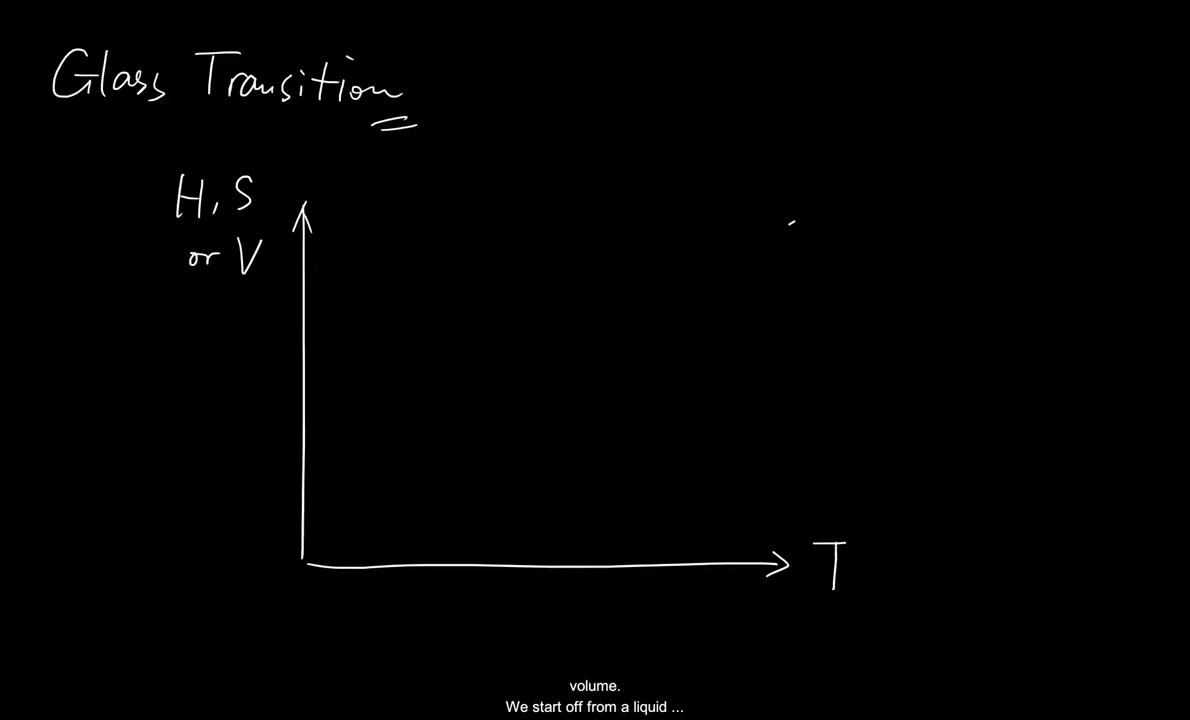 Glass Transition
H, S
or V
T
volume.
We start off from a liquid ...